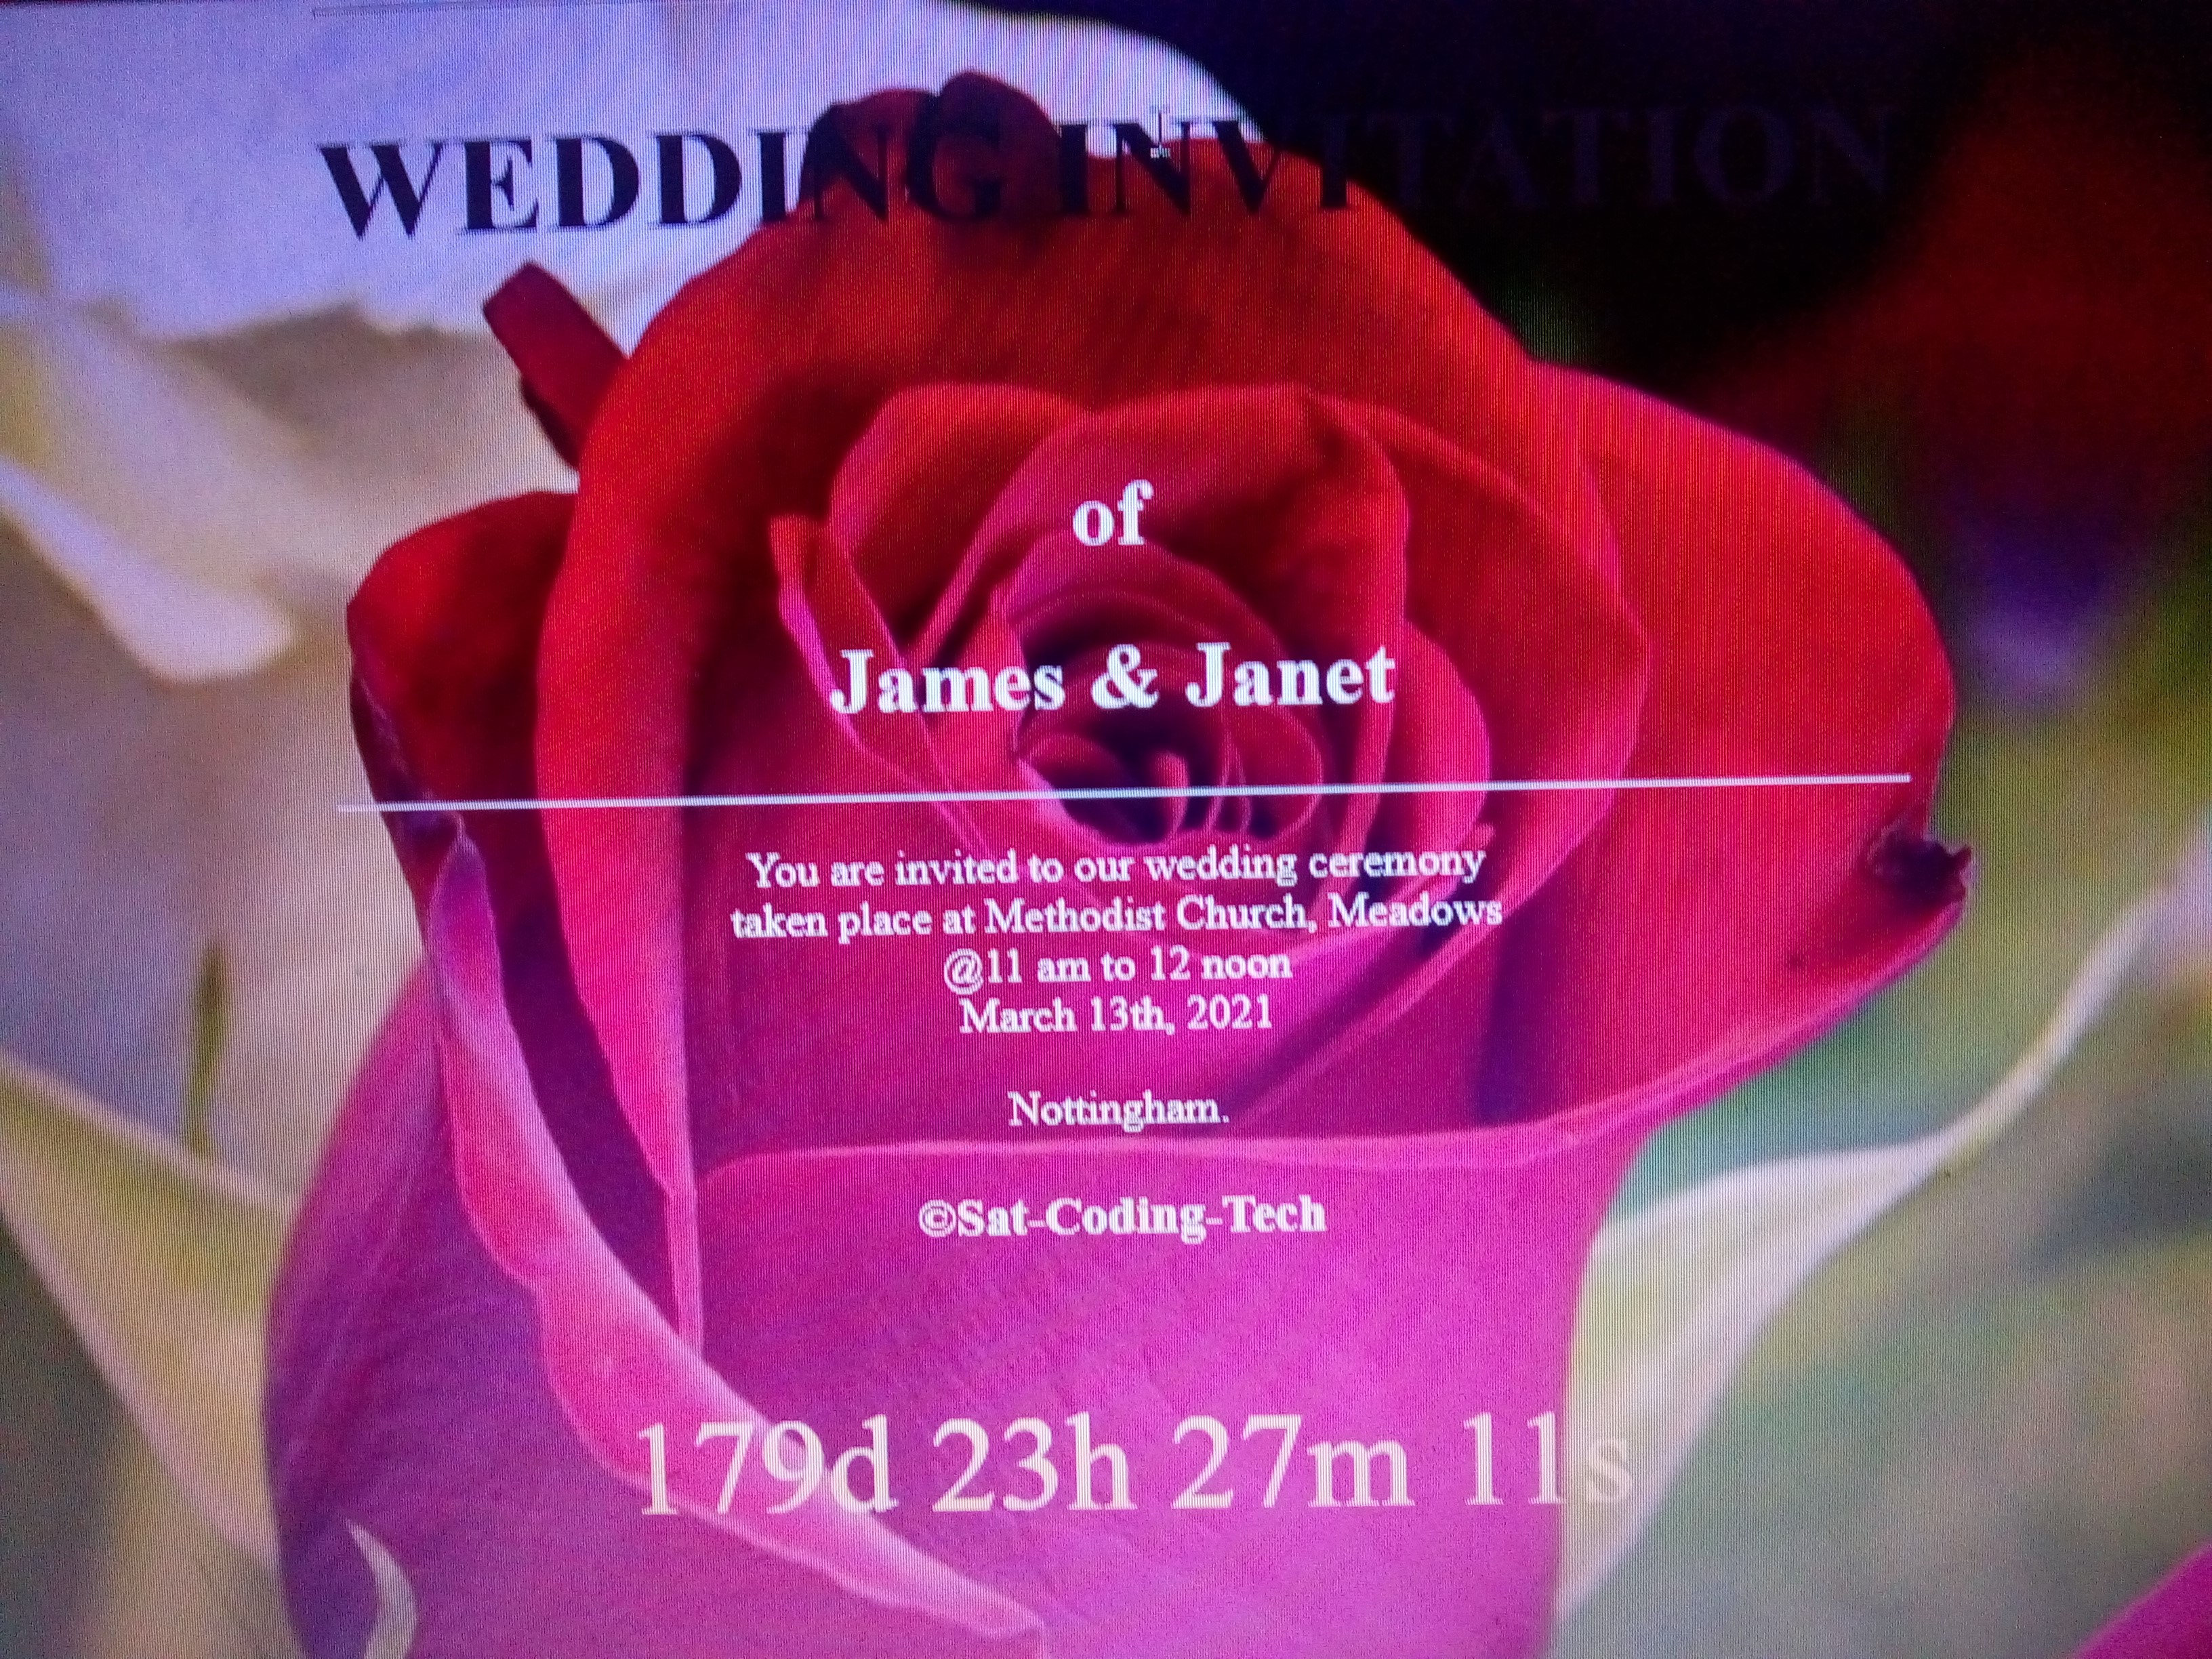 WEDDING INVITATION
of
James & Janet
You are invited to our wedding ceremony
taken place at Methodist Church, Meadows
@11 am to 12 noon
March 13th, 2021
Nottingham.
©Sat-Coding-Tech
179d 23h 27m 11s